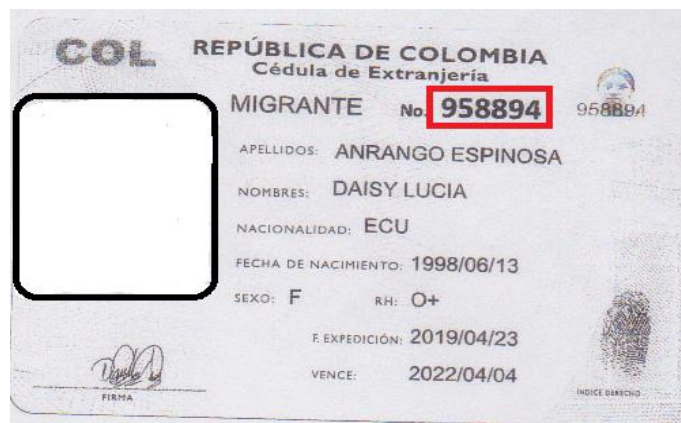 COL REPÚBLICA DE COLOMBIA
Cédula de Extranjería
MIGRANTE No. 958894 958894
APELLIDOS: ANRANGO ESPINOSA
NOMBRES: DAISY LUCIA
NACIONALIDAD: ECU
FECHA DE NACIMIENTO: 1998/06/13
SEXO: F RH: O+
F. EXPEDICIÓN: 2019/04/23
VENCE: 2022/04/04
FIRMA
INDICE DERECHO